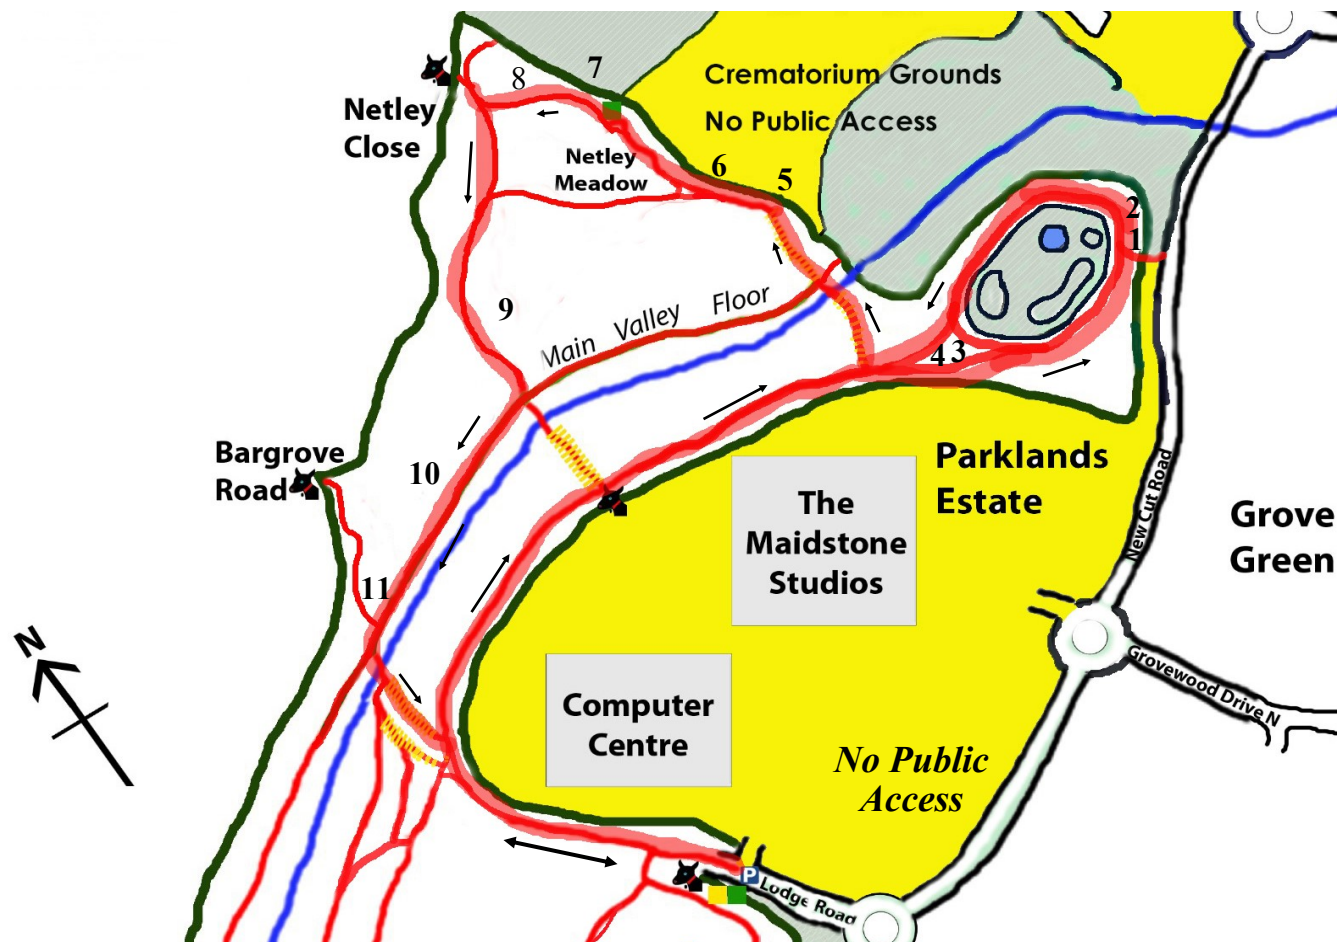 7
8
Crematorium Grounds
No Public Access
Netley
Close
Netley
Meadow
6
5
2
1
9
Main Valley Floor
4
3
Bargrove
Road
10
Parklands
Estate
The
Maidstone
Studios
New Cut Road
Grove
Green
11
N
Grovewood Drive N
Computer
Centre
No Public
Access
P
Lodge Road